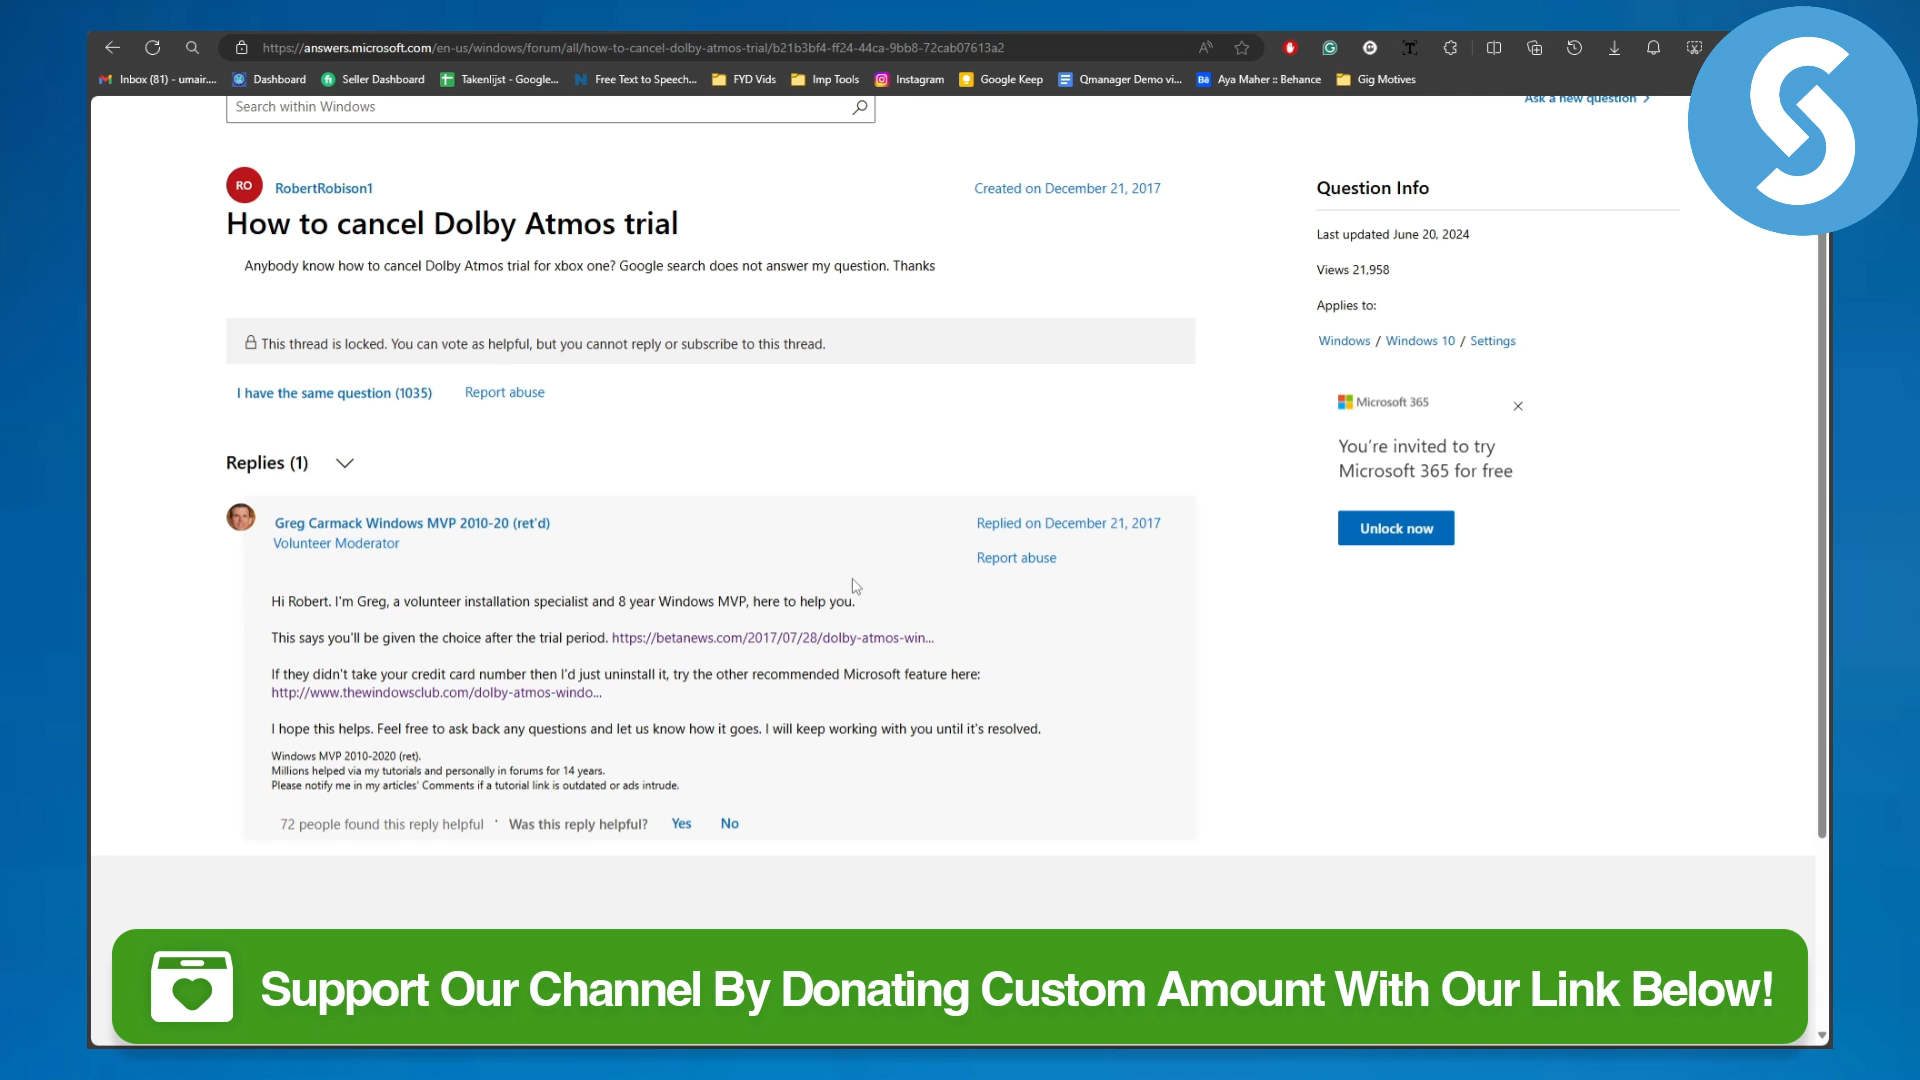 https://answers.microsoft.com/en-us/windows/forum/all/how-to-cancel-dolby-atmos-trial/b21b3bf4-ff24-44ca-9bb8-72cab07613a2
Inbox (81) - umair.... Dashboard Seller Dashboard Takenlijst - Google... Free Text to Speech... FYD Vids Imp Tools Instagram Google Keep Qmanager Demo vi... Aya Maher :: Behance Gig Motives
Search within Windows
Ask a new question
RO
RobertRobison1
Created on December 21, 2017
How to cancel Dolby Atmos trial
Anybody know how to cancel Dolby Atmos trial for xbox one? Google search does not answer my question. Thanks
This thread is locked. You can vote as helpful, but you cannot reply or subscribe to this thread.
I have the same question (1035) Report abuse
Replies (1)
Greg Carmack Windows MVP 2010-20 (ret'd)
Volunteer Moderator
Replied on December 21, 2017
Report abuse
Hi Robert. I'm Greg, a volunteer installation specialist and 8 year Windows MVP, here to help you.
This says you'll be given the choice after the trial period. https://betanews.com/2017/07/28/dolby-atmos-win...
If they didn't take your credit card number then I'd just uninstall it, try the other recommended Microsoft feature here:
http://www.thewindowsclub.com/dolby-atmos-windo...
I hope this helps. Feel free to ask back any questions and let us know how it goes. I will keep working with you until it's resolved.
Windows MVP 2010-2020 (ret).
Millions helped via my tutorials and personally in forums for 14 years.
Please notify me in my articles' Comments if a tutorial link is outdated or ads intrude.
72 people found this reply helpful · Was this reply helpful? Yes No
Question Info
Last updated June 20, 2024
Views 21,958
Applies to:
Windows / Windows 10 / Settings
Microsoft 365
You're invited to try
Microsoft 365 for free
Unlock now
Support Our Channel By Donating Custom Amount With Our Link Below!